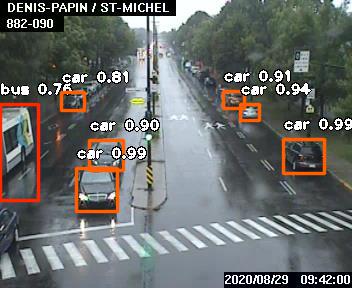 DENIS-PAPIN / ST-MICHEL
882-090
car 0.81
car 0.91
bus 0.76
car 0.94
car 0.90
car 0.99
car 0.99
2020/08/29 09:42:00